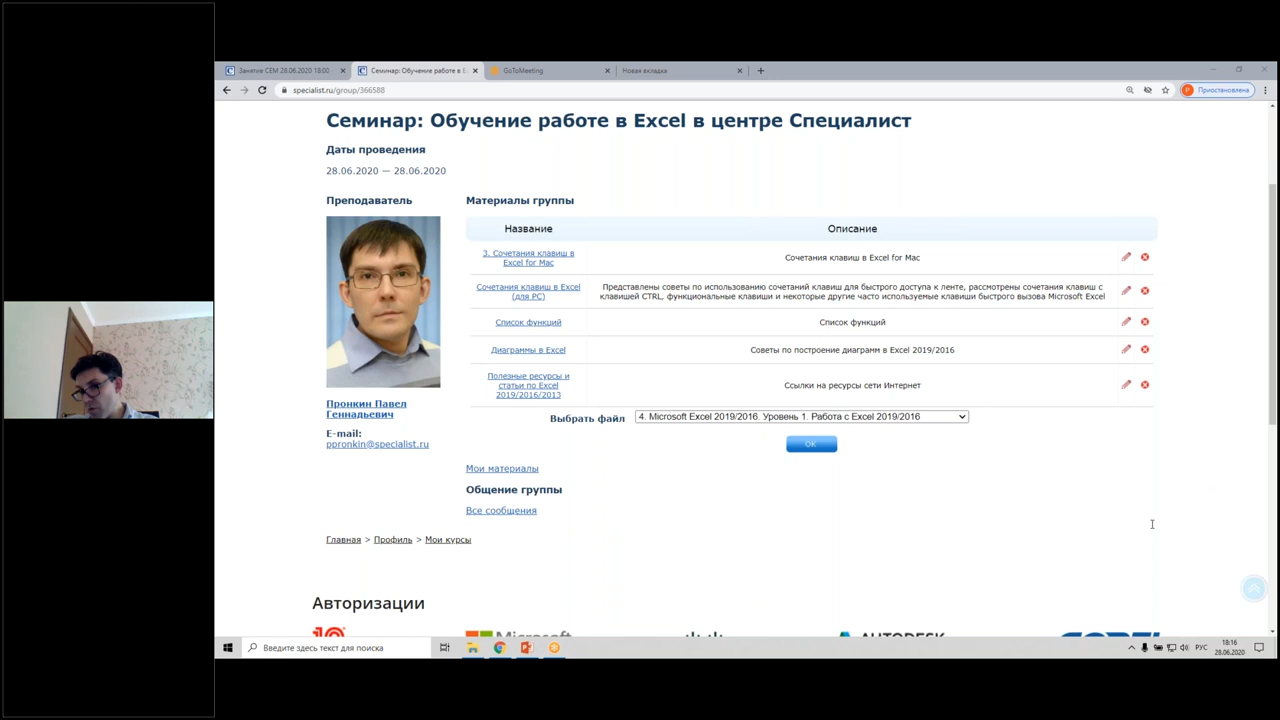 Занятие СЕМ 28.06.2020 18:00
Семинар: Обучение работе в E
GoToMeeting
Новая вкладка
specialist.ru/group/366588
Р
Приостановлена
Семинар: Обучение работе в Excel в центре Специалист
Даты проведения
28.06.2020 — 28.06.2020
Преподаватель
Материалы группы
Название
Описание
3. Сочетания клавиш в
Excel for Mac
Сочетания клавиш в Excel for Mac
Сочетания клавиш в Excel
(для PC)
Представлены советы по использованию сочетаний клавиш для быстрого доступа к ленте, рассмотрены сочетания клавиш с
клавишей CTRL, функциональные клавиши и некоторые другие часто используемые клавиши быстрого вызова Microsoft Excel
Список функций
Список функций
Диаграммы в Excel
Советы по построение диаграмм в Excel 2019/2016
Полезные ресурсы и
статьи по Excel
2019/2016/2013
Ссылки на ресурсы сети Интернет
Выбрать файл
4. Microsoft Excel 2019/2016. Уровень 1. Работа с Excel 2019/2016
OK
Пронкин Павел
Геннадьевич
E-mail:
ppronkin@specialist.ru
Мои материалы
Общение группы
Все сообщения
Главная > Профиль > Мои курсы
Авторизации
Microsoft
AUTODESK
COREL
Введите здесь текст для поиска
РУС
18:16
28.06.2020